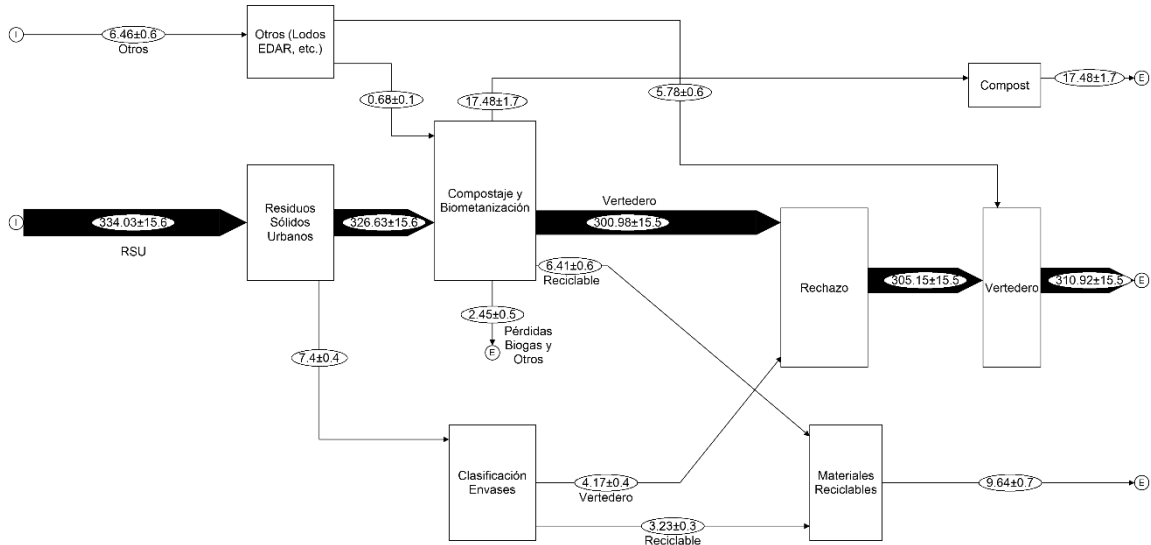 I
6.46±0.6
Otros
Otros (Lodos
EDAR, etc.)
0.68±0.1
17.48±1.7
5.78±0.6
Compost
17.48±1.7
E
I
334.03±15.6
RSU
Residuos
Sólidos
Urbanos
326.63±15.6
Compostaje y
Biometanización
Vertedero
300.98±15.5
6.41±0.6
Reciclable
Rechazo
305.15±15.5
Vertedero
310.92±15.5
E
2.45±0.5
Pérdidas
Biogas y
Otros
E
7.4±0.4
Clasificación
Envases
4.17±0.4
Vertedero
3.23±0.3
Reciclable
Materiales
Reciclables
9.64±0.7
E